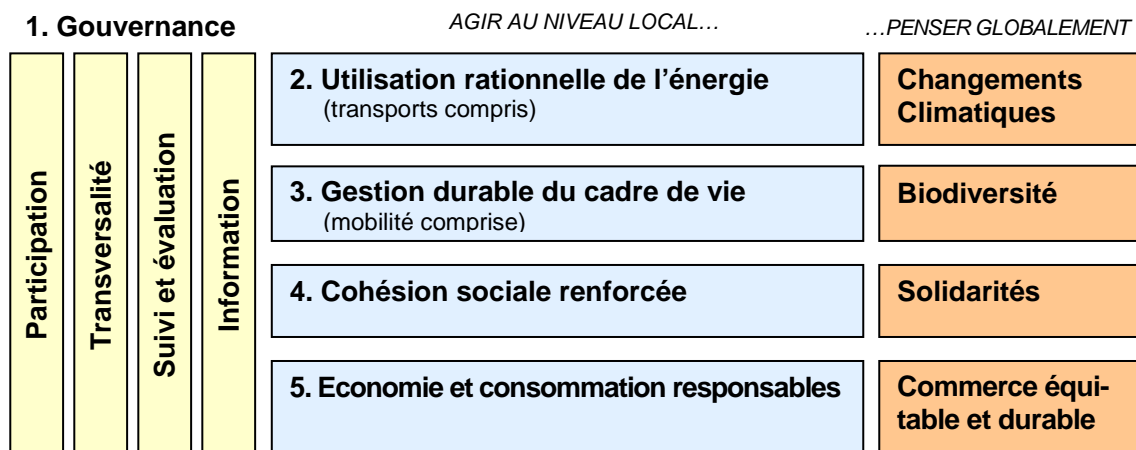 1. Gouvernance
AGIR AU NIVEAU LOCAL…
…PENSER GLOBALEMENT
Participation
Transversalité
Suivi et évaluation
Information
2. Utilisation rationnelle de l’énergie
(transports compris)
Changements
Climatiques
3. Gestion durable du cadre de vie
(mobilité comprise)
Biodiversité
4. Cohésion sociale renforcée
Solidarités
5. Economie et consommation responsables
Commerce équi-
table et durable